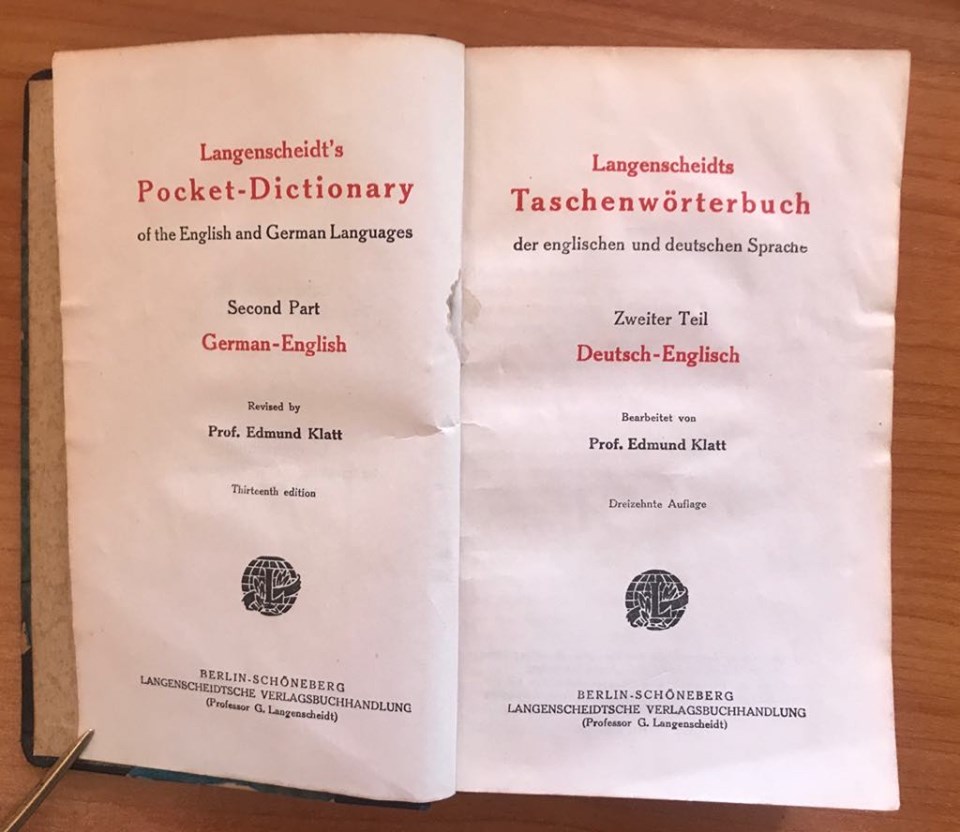 Langenscheidt's
Pocket-Dictionary
of the English and German Languages
Second Part
German-English
Revised by
Prof. Edmund Klatt
Thirteenth edition
L
BERLIN-SCHÖNEBERG
LANGENSCHEIDTSCHE VERLAGSBUCHHANDLUNG
(Professor G. Langenscheidt)
Langenscheidts
Taschenwörterbuch
der englischen und deutschen Sprache
Zweiter Teil
Deutsch-Englisch
Bearbeitet von
Prof. Edmund Klatt
Dreizehnte Auflage
L
BERLIN-SCHÖNEBERG
LANGENSCHEIDTSCHE VERLAGSBUCHHANDLUNG
(Professor G. Langenscheidt)